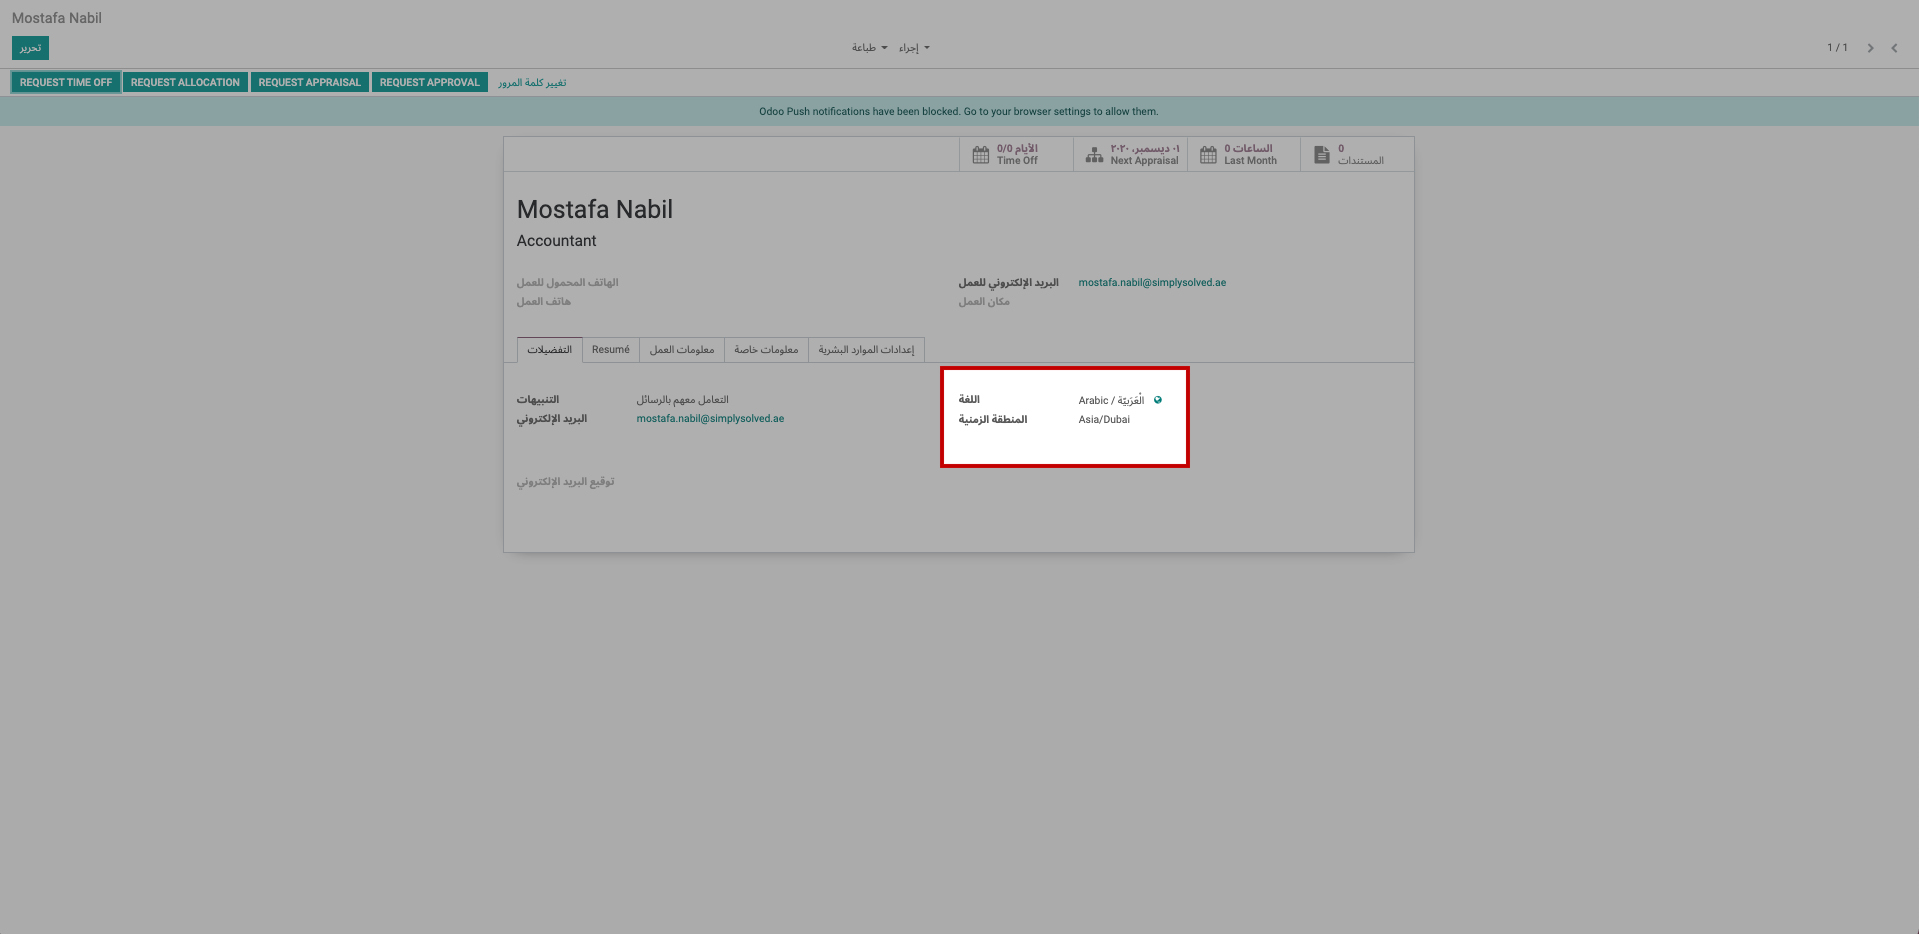 Mostafa Nabil
تحرير
طباعة
إجراء
1 / 1
REQUEST TIME OFF
REQUEST ALLOCATION
REQUEST APPRAISAL
REQUEST APPROVAL
تغيير كلمة المرور
Odoo Push notifications have been blocked. Go to your browser settings to allow them.
0/0 الأيام
Time Off
٠١ ديسمبر، ٢٠٢٠
Next Appraisal
0 الساعات
Last Month
0
المستندات
Mostafa Nabil
Accountant
الهاتف المحمول للعمل
هاتف العمل
البريد الإلكتروني للعمل mostafa.nabil@simplysolved.ae
مكان العمل
التفضيلات
Resumé
معلومات العمل
معلومات خاصة
إعدادات الموارد البشرية
التنبيهات التعامل معهم بالرسائل
البريد الإلكتروني mostafa.nabil@simplysolved.ae
اللغة Arabic / الْعَرَبيّة
المنطقة الزمنية Asia/Dubai
توقيع البريد الإلكتروني